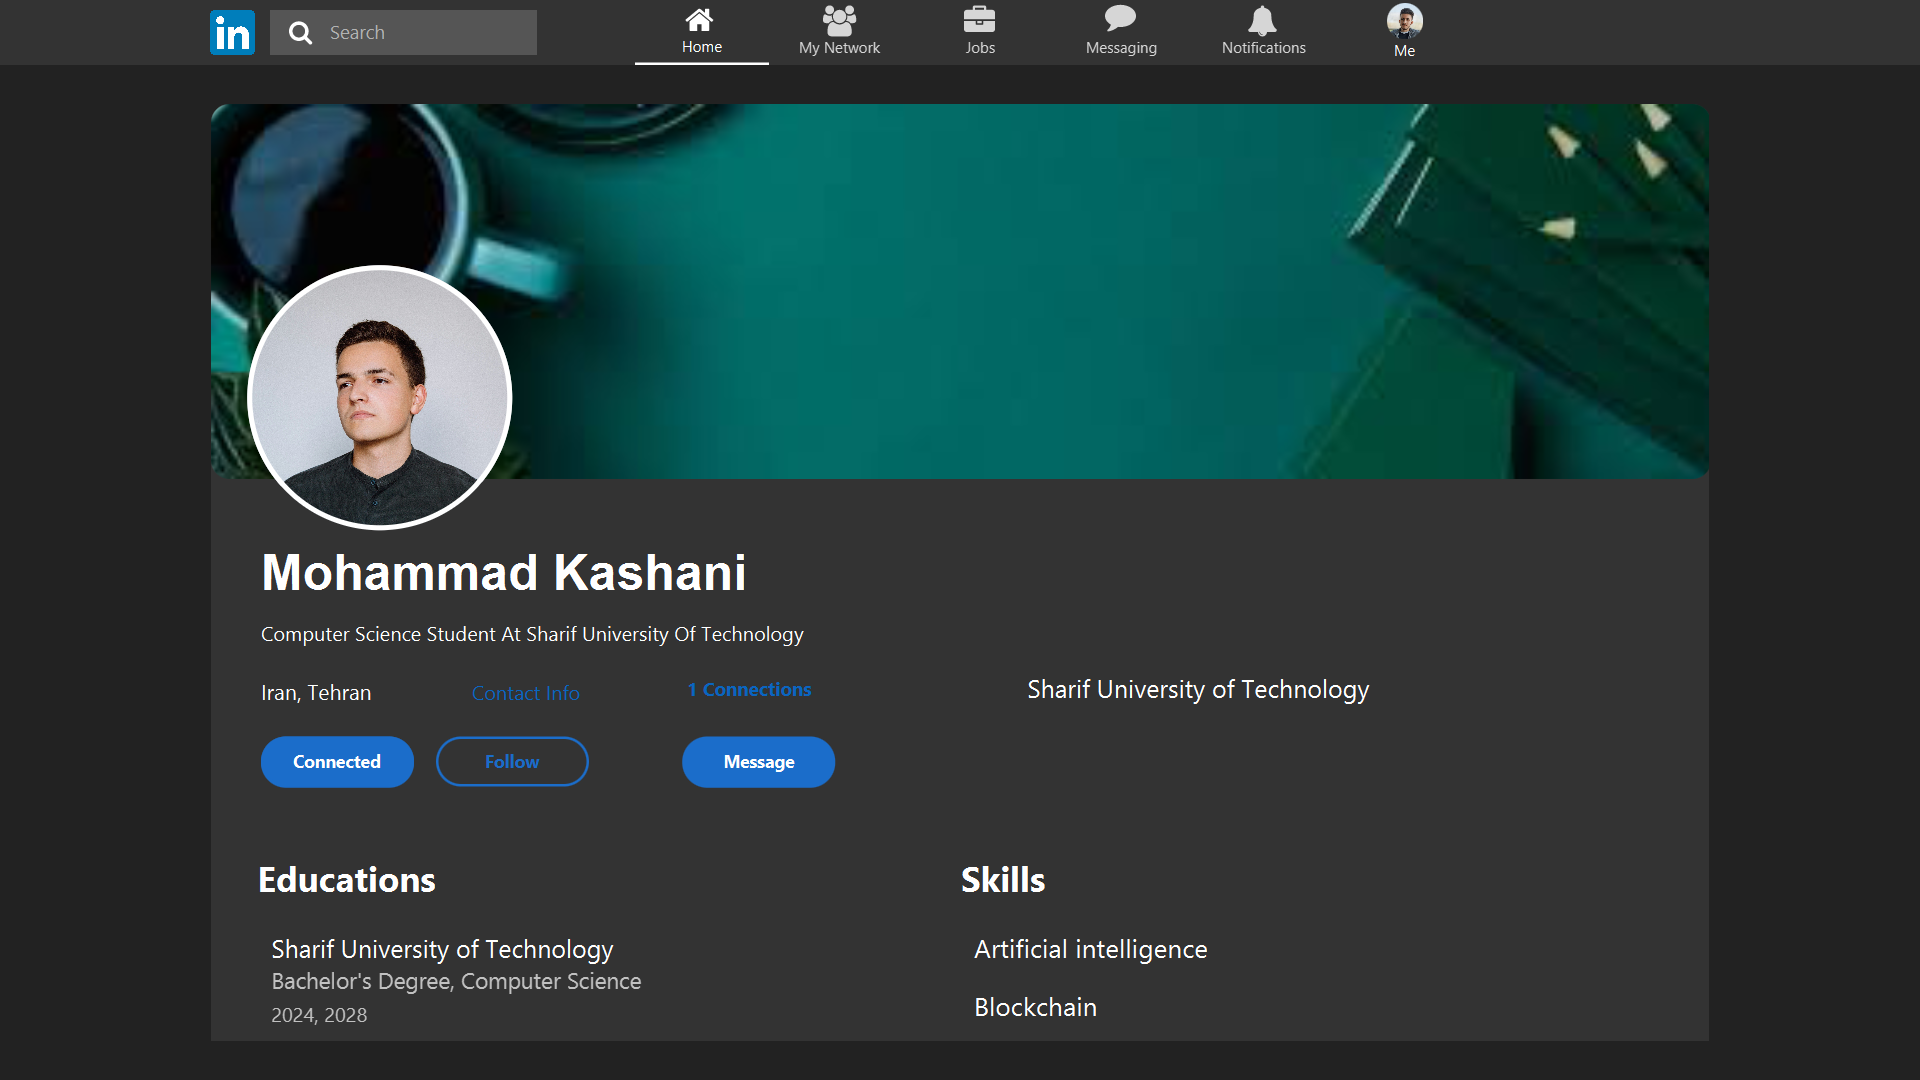 in
Search
Home
My Network
Jobs
Messaging
Notifications
Me
Mohammad Kashani
Computer Science Student At Sharif University Of Technology
Iran, Tehran
Contact Info
1 Connections
Sharif University of Technology
Connected
Follow
Message
Educations
Skills
Sharif University of Technology
Artificial intelligence
Bachelor's Degree, Computer Science
2024, 2028
Blockchain